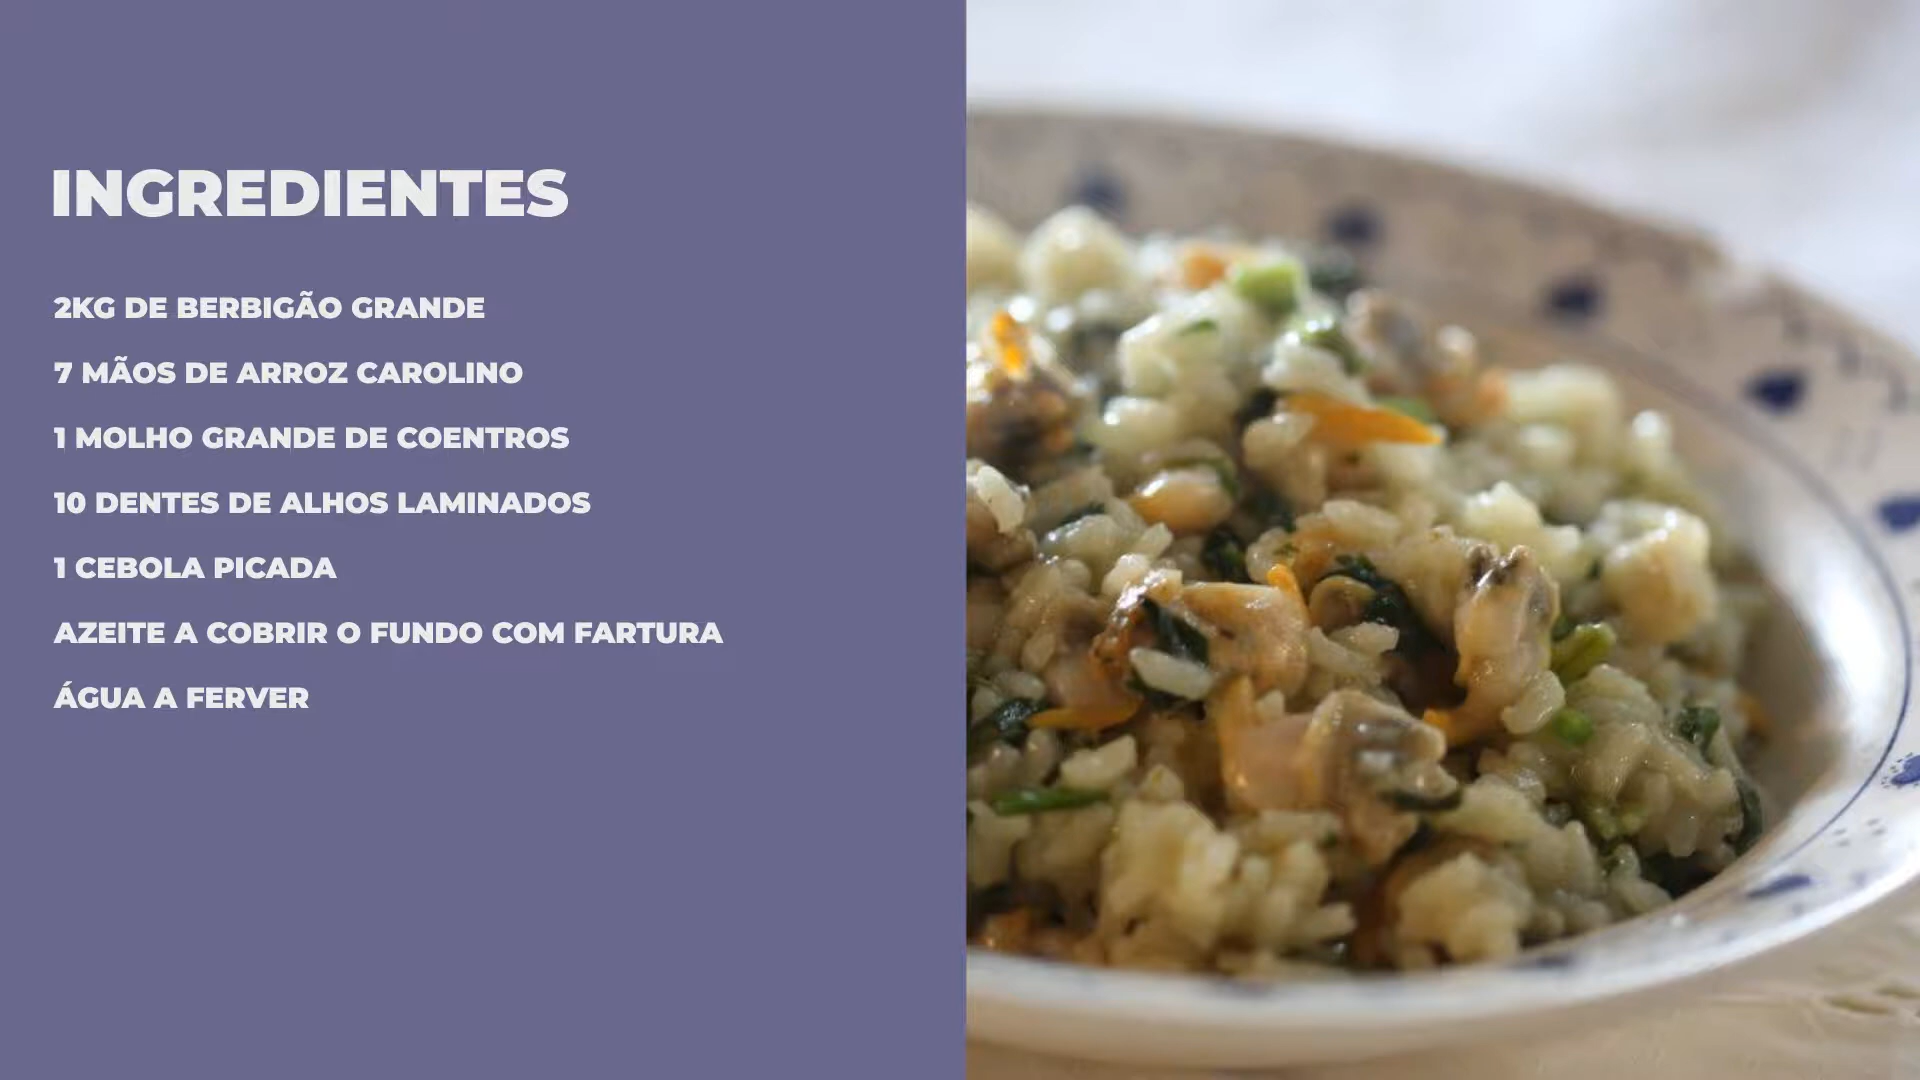 INGREDIENTES
2KG DE BERBIGÃO GRANDE
7 MÃOS DE ARROZ CAROLINO
1 MOLHO GRANDE DE COENTROS
10 DENTES DE ALHOS LAMINADOS
1 CEBOLA PICADA
AZEITE A COBRIR O FUNDO COM FARTURA
ÁGUA A FERVER